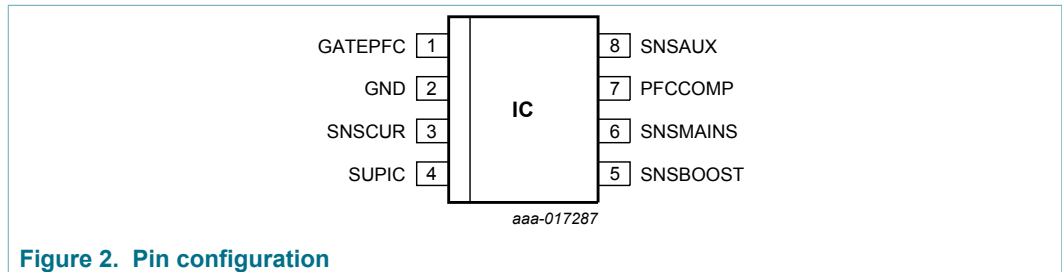 GATEPFC 1 8 SNSAUX
GND 2 7 PFCCOMP
IC
SNSCUR 3 6 SNSMAINS
SUPIC 4 5 SNSBOOST
aaa-017287
Figure 2. Pin configuration